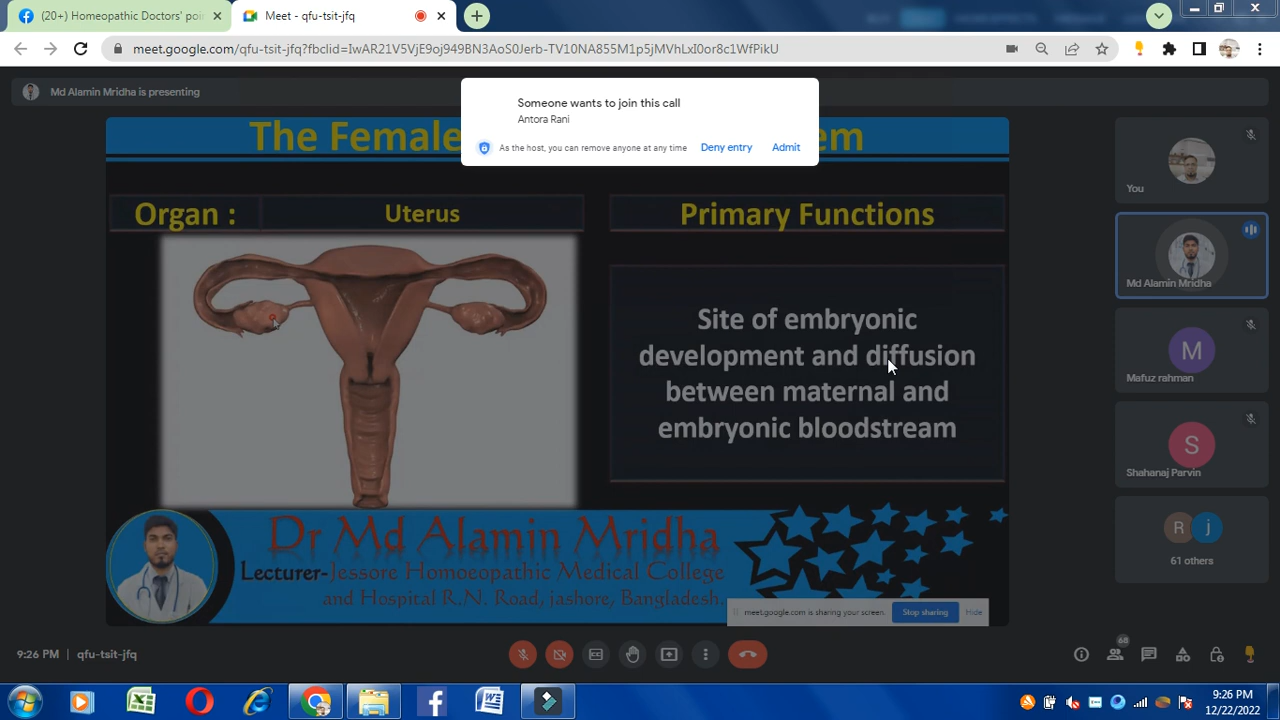 (20+) Homeopathic Doctors' poi
Meet - qfu-tsit-jfq
meet.google.com/qfu-tsit-jfq?fbclid=IwAR21V5VjE9oj949BN3AoS0Jerb-TV10NA855M1p5jMVhLxI0or8c1WfPikU
Md Alamin Mridha is presenting
Someone wants to join this call
Antora Rani
As the host, you can remove anyone at any time
Deny entry
Admit
The Female
Organ :
Uterus
Primary Functions
Site of embryonic
development and diffusion
between maternal and
embryonic bloodstream
Dr Md Alamin Mridha
Lecturer-Jessore Homoeopathic Medical College
and Hospital R.N. Road, jashore, Bangladesh.
meet.google.com is sharing your screen.
Stop sharing
Hide
You
Md Alamin Mridha
M
Mafuz rahman
S
Shahanaj Parvin
R
j
61 others
9:26 PM | qfu-tsit-jfq
68
9:26 PM
12/22/2022